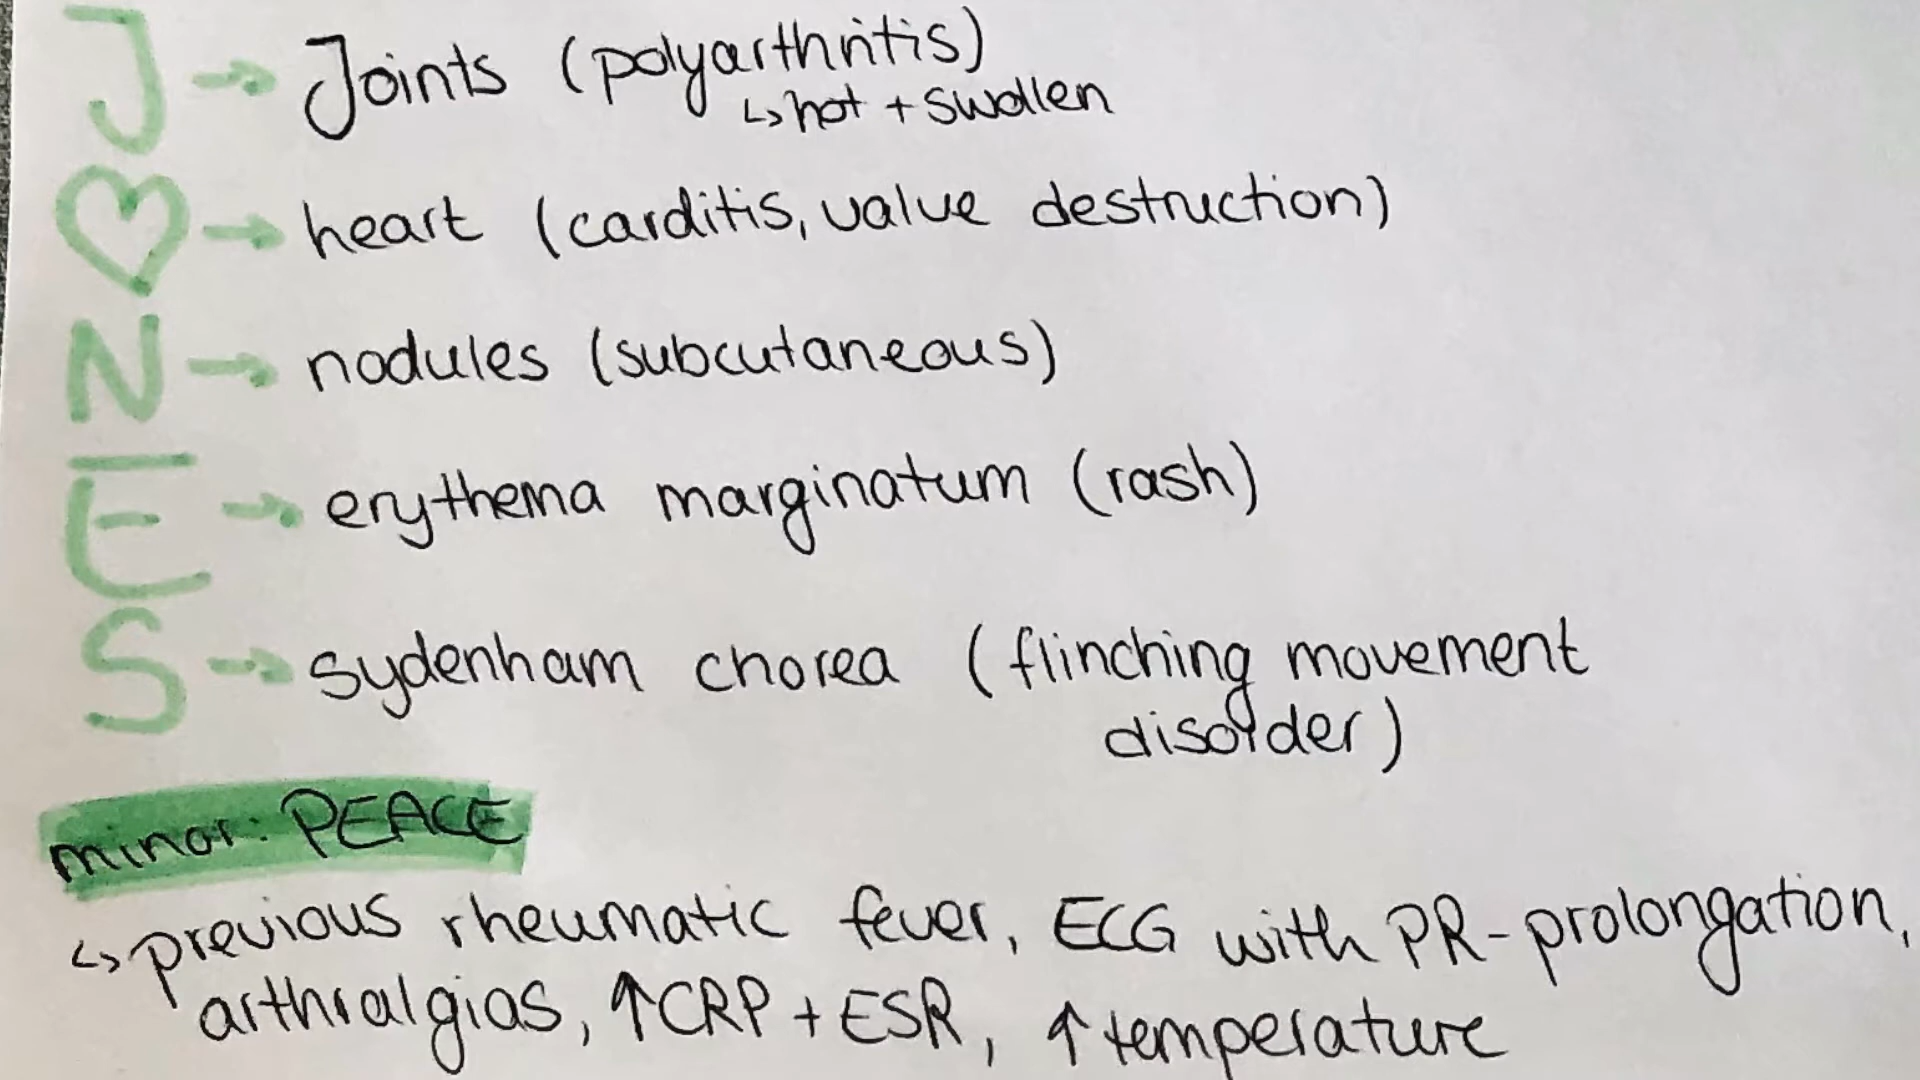 J → Joints (polyarthritis)
↳ hot + swollen
♡ → heart (carditis, valve destruction)
N → nodules (subcutaneous)
E → erythema marginatum (rash)
S → sydenham chorea (flinching movement
disorder)
minor: PEACE
↳ previous rheumatic fever, ECG with PR-prolongation,
arthralgias, ↑CRP + ESR, ↑ temperature